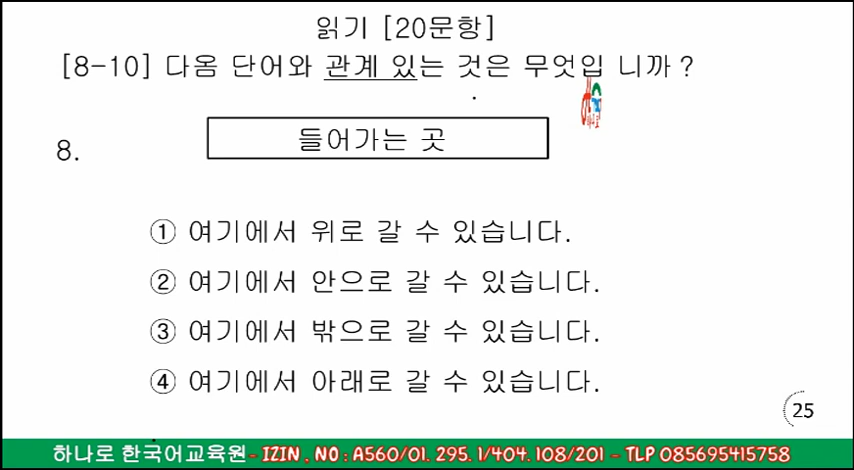 읽기 [20문항]
[8-10] 다옴 단어와 관계 있는 것은 무엇입 니까 ?
8.
들어가는 곳
① 여기에서 위로 갈 수 있습니다.
② 여기에서 안으로 갈 수 있습니다.
③ 여기에서 밖으로 갈 수 있습니다.
④ 여기에서 아래로 갈 수 있습니다.
25
하나로 한국어교육원 - IZIN . NO : A560/01. 295. 1/404. 108/201 - TLP 085695415758